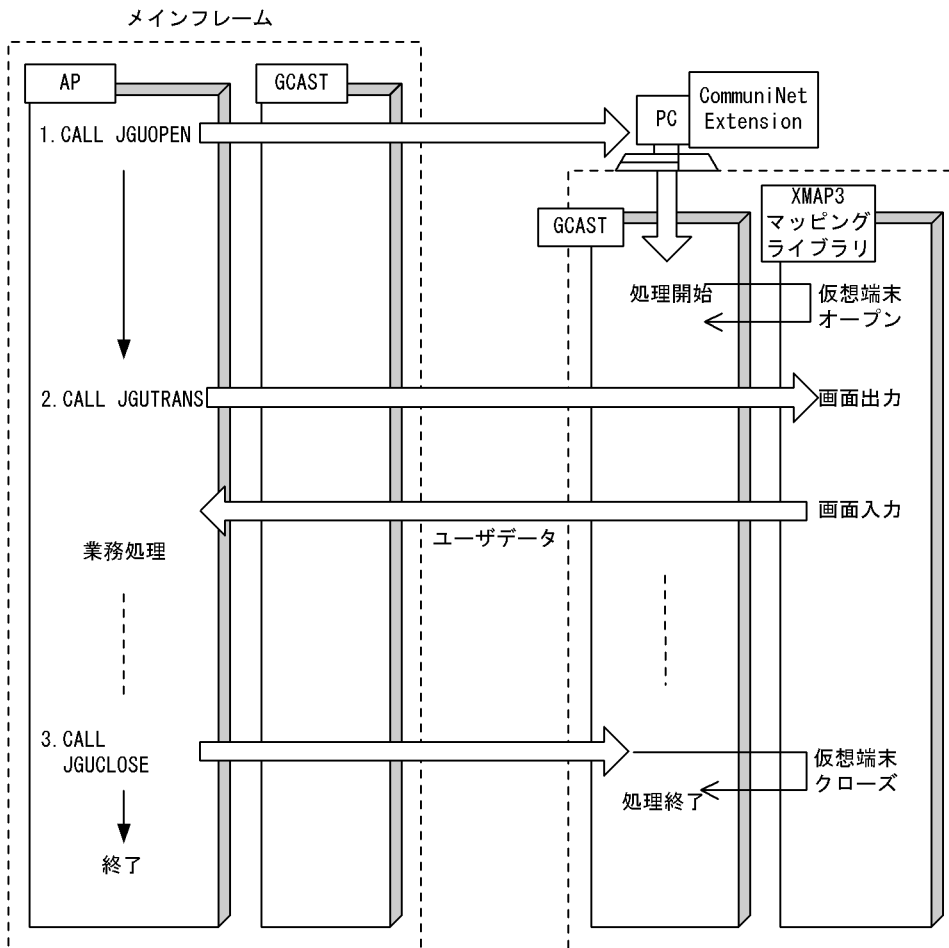 メインフレーム
AP
GCAST
PC
CommuniNet
Extension
1. CALL JGUOPEN
GCAST
XMAP3
マッピング
ライブラリ
処理開始
仮想端末
オープン
2. CALL JGUTRANS
画面出力
画面入力
ユーザデータ
業務処理
3. CALL
JGUCLOSE
仮想端末
クローズ
処理終了
終了